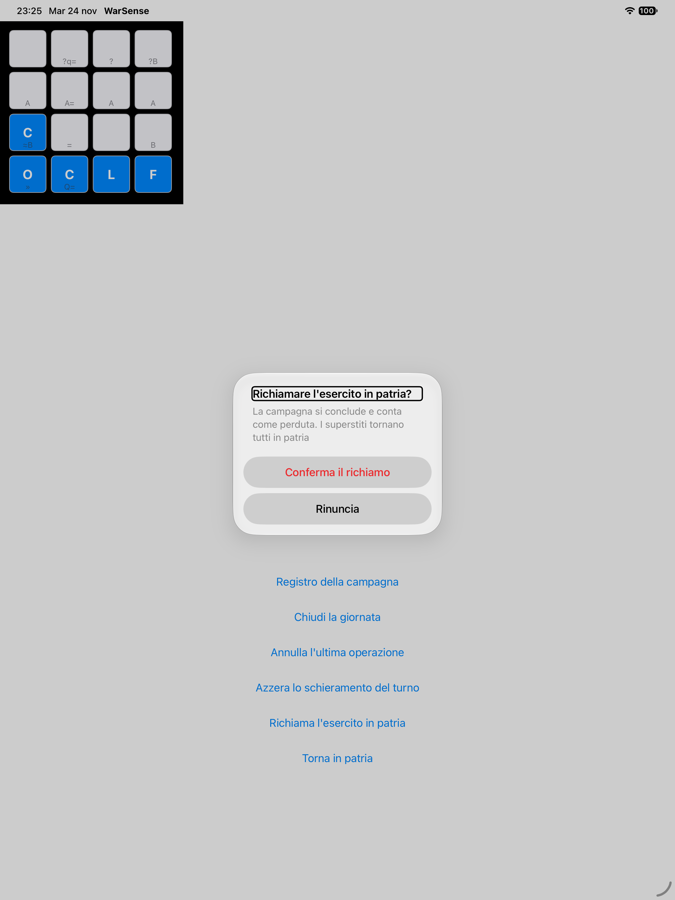 23:25 Mar 24 nov WarSense 100
?q= ? ?B
A A= A A
C
= B
O C L F
Richiamare l'esercito in patria?
La campagna si conclude e conta
come perduta. I superstiti tornano
tutti in patria
Conferma il richiamo
Rinuncia
Registro della campagna
Chiudi la giornata
Annulla l'ultima operazione
Azzera lo schieramento del turno
Richiama l'esercito in patria
Torna in patria